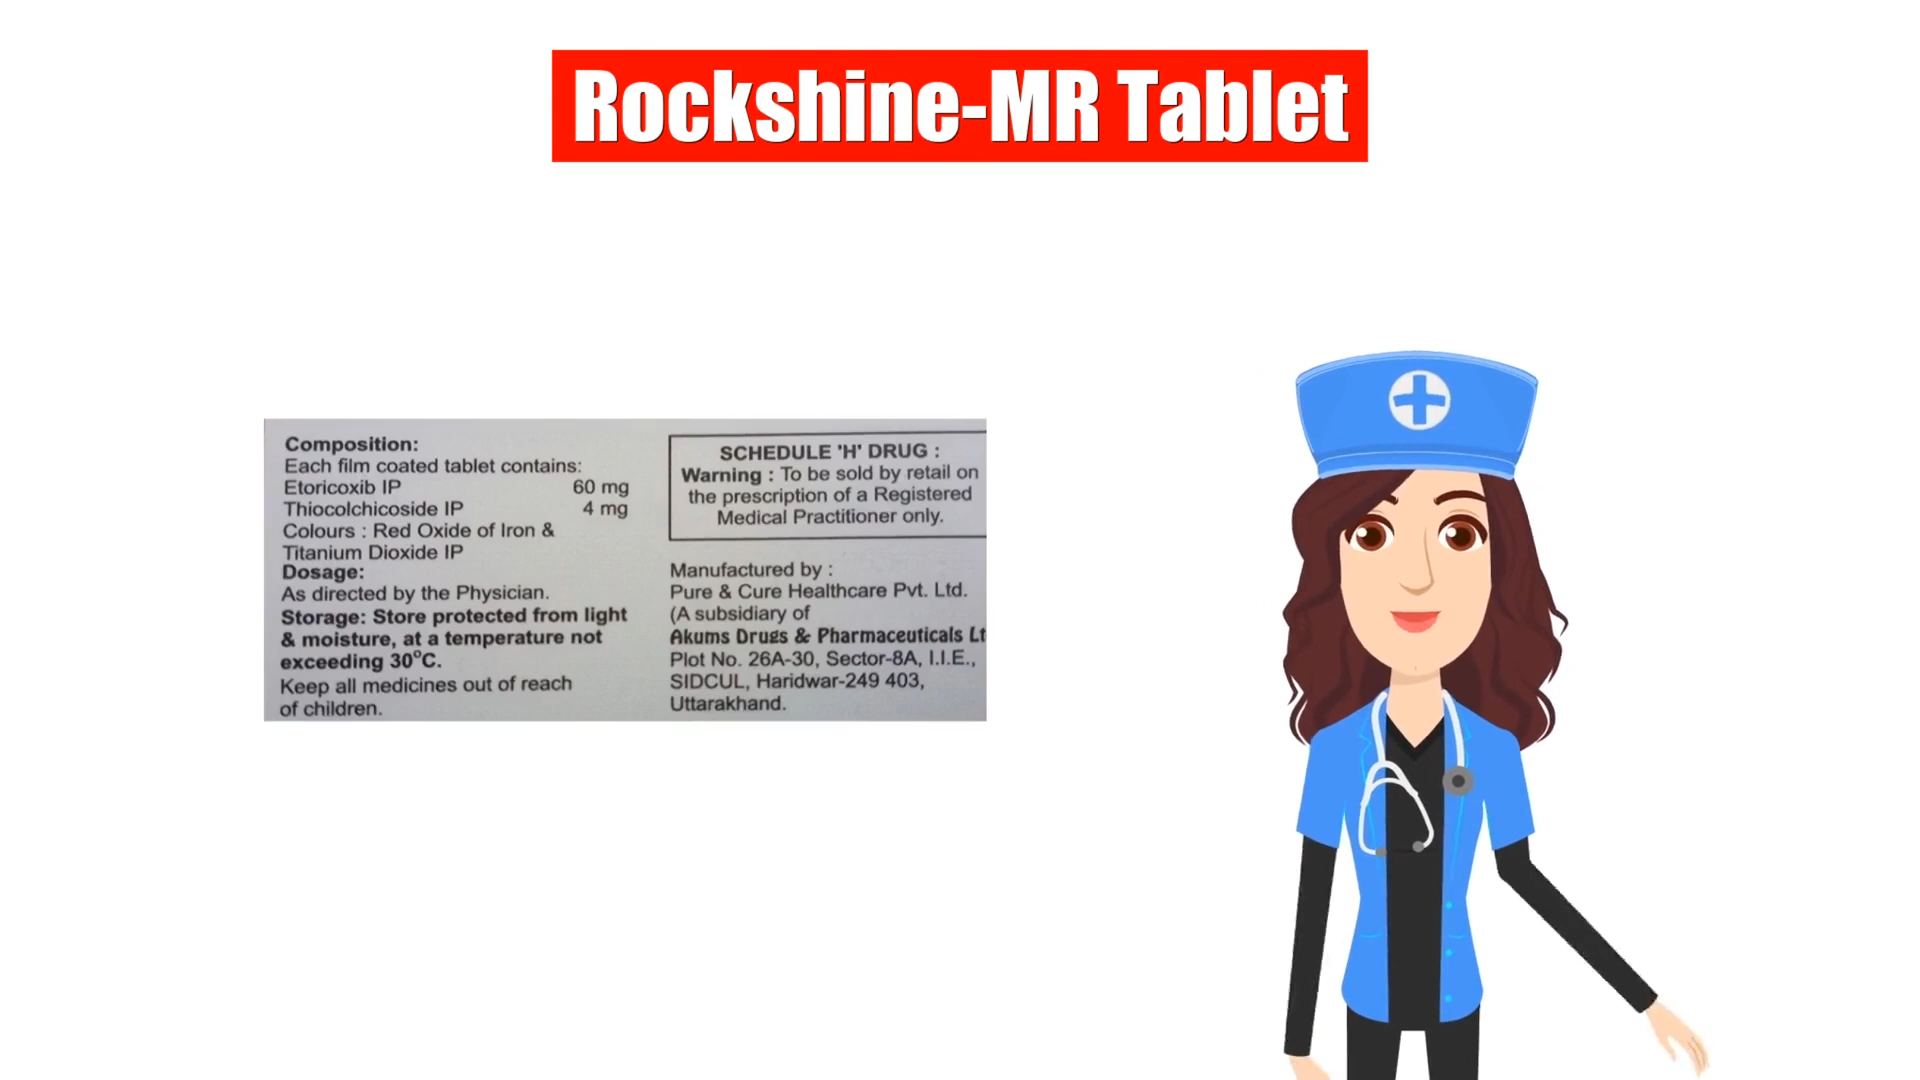 Rockshine-MR Tablet
Composition:
Each film coated tablet contains:
Etoricoxib IP 60 mg
Thiocolchicoside IP 4 mg
Colours : Red Oxide of Iron &
Titanium Dioxide IP
Dosage:
As directed by the Physician.
Storage: Store protected from light
& moisture, at a temperature not
exceeding 30°C.
Keep all medicines out of reach
of children.
SCHEDULE 'H' DRUG :
Warning : To be sold by retail on
the prescription of a Registered
Medical Practitioner only.
Manufactured by :
Pure & Cure Healthcare Pvt. Ltd.
(A subsidiary of
Akums Drugs & Pharmaceuticals Lt
Plot No. 26A-30, Sector-8A, I.I.E.,
SIDCUL, Haridwar-249 403,
Uttarakhand.